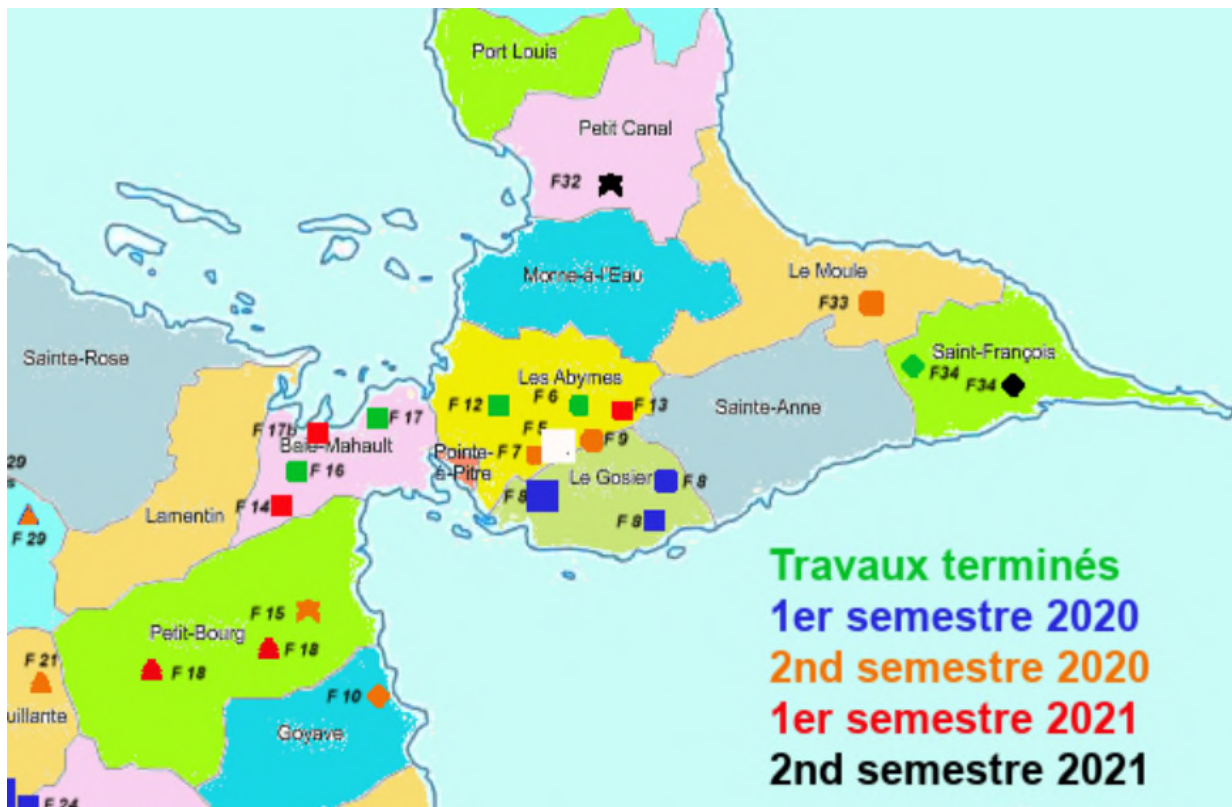 Port Louis
Petit Canal
F32
Morne-à-l'Eau
Le Moule
F33
Sainte-Rose
Saint-François
F34
F34
Les Abymes
Sainte-Anne
F 12
F 6
F 13
F 17
F 5
F 17b
Baie-Mahault
F 9
Pointe-
à-Pitre
F 7
29
F 16
Le Gosier
F 8
F 8
F 14
Lamentin
F 8
F 29
Travaux terminés
1er semestre 2020
2nd semestre 2020
1er semestre 2021
2nd semestre 2021
F 15
Petit-Bourg
F 18
F 18
F 21
F 10
uillante
Goyave
F 24